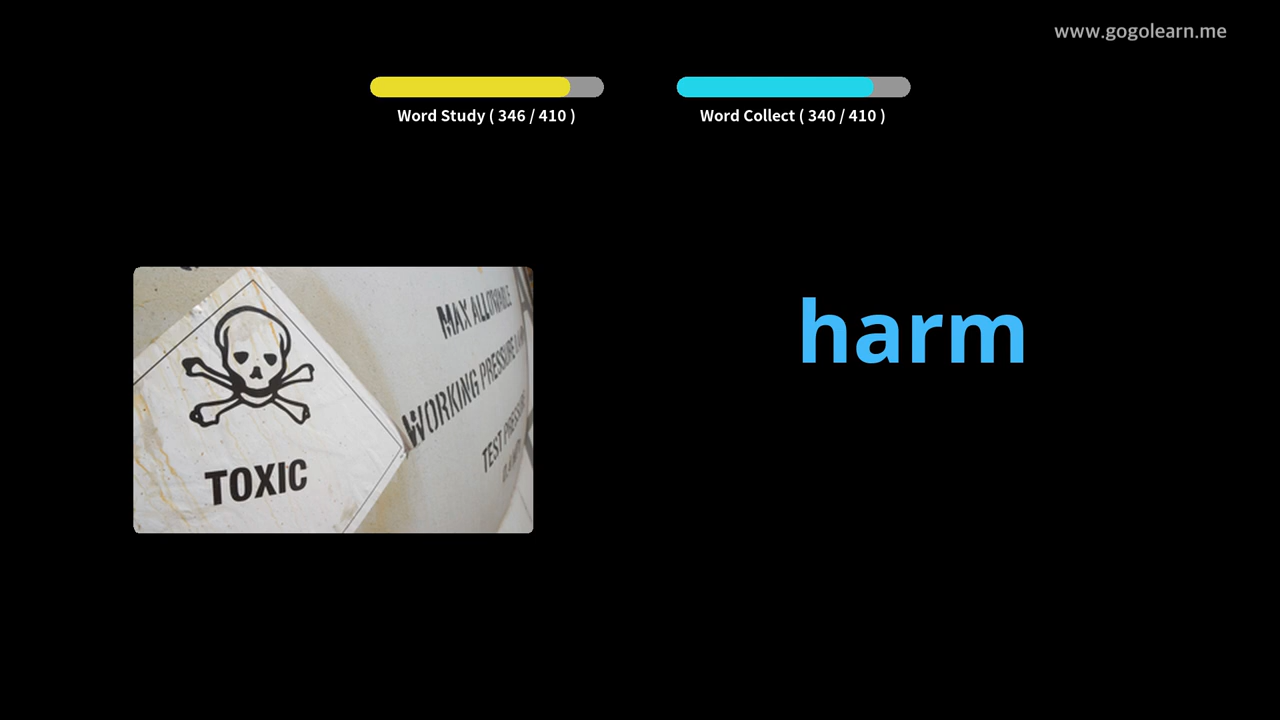 www.gogolearn.me
Word Study ( 346 / 410 )
Word Collect ( 340 / 410 )
harm
MAX ALLOWABLE
WORKING PRESSURE
TEST PRESSURE
TOXIC